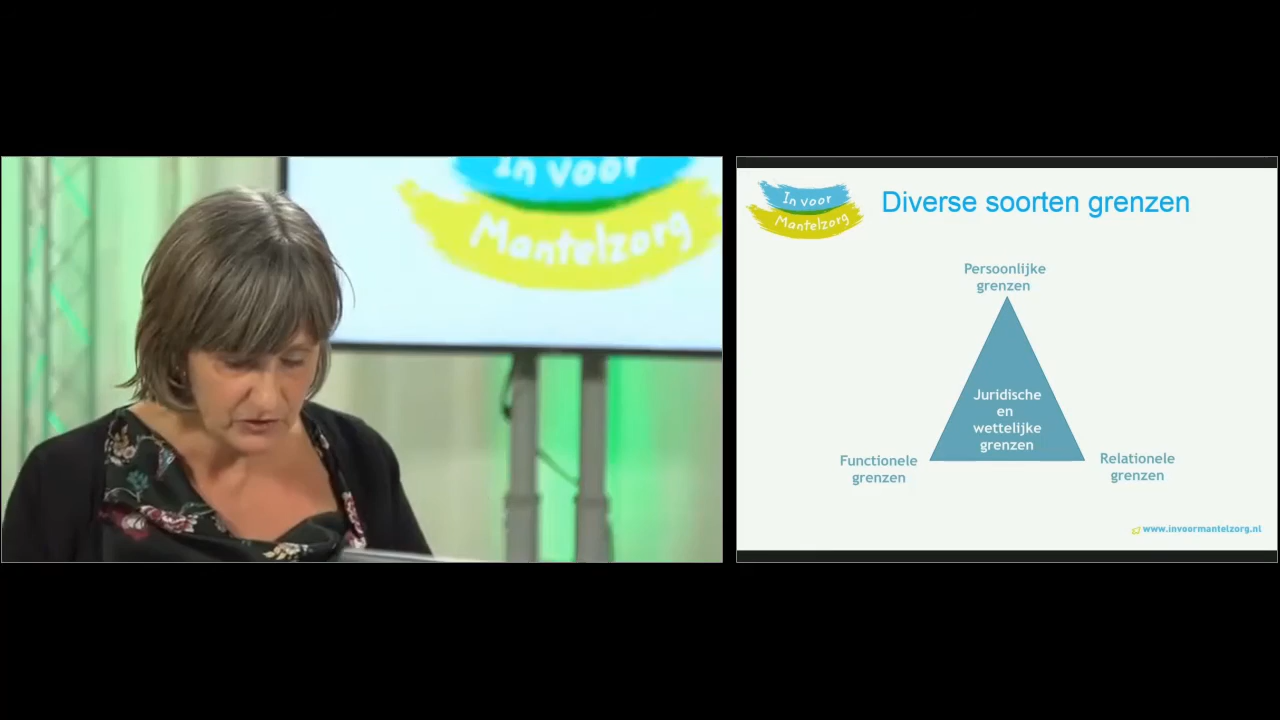 In voor
Mantelzorg
In voor
Mantelzorg
Diverse soorten grenzen
Persoonlijke
grenzen
Juridische
en
wettelijke
grenzen
Functionele
grenzen
Relationele
grenzen
www.invoormantelzorg.nl